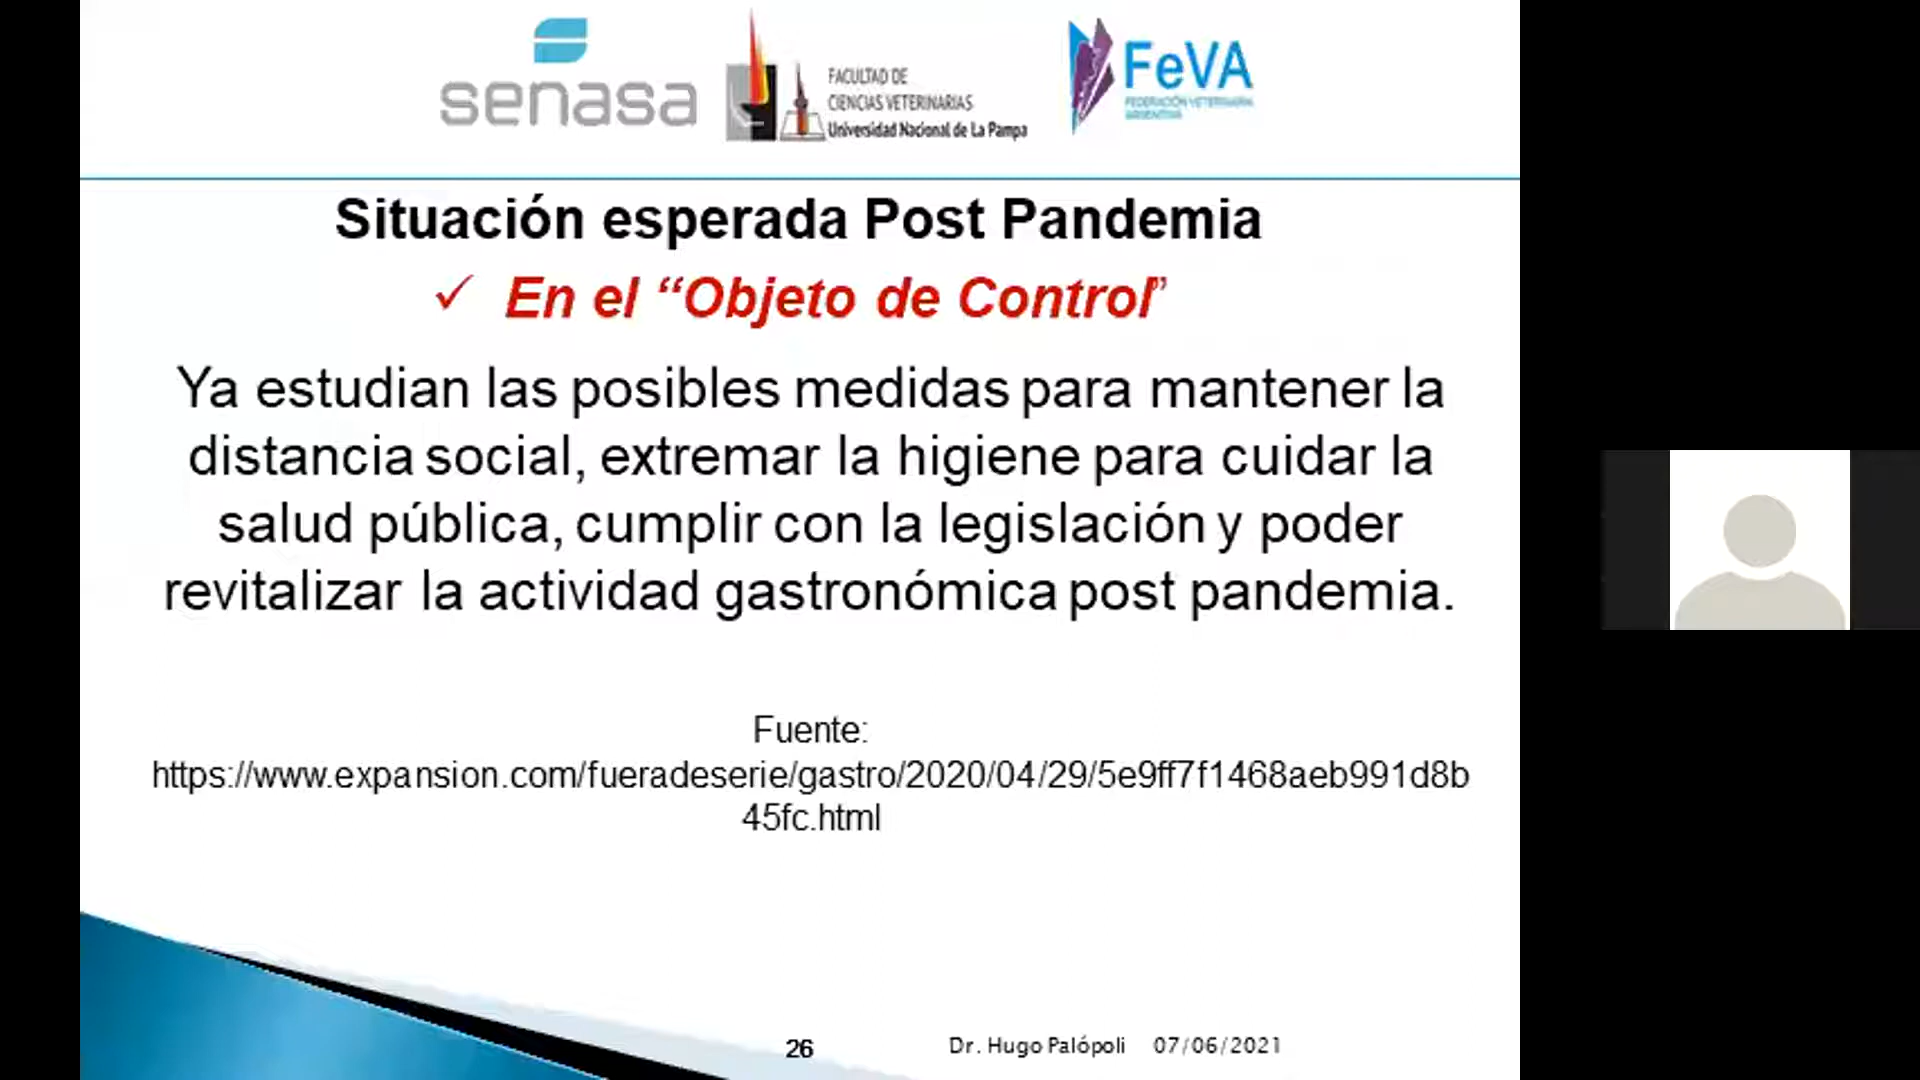 senasa
FACULTAD DE
CIENCIAS VETERINARIAS
Universidad Nacional de La Pampa
FeVA
FEDERACIÓN VETERINARIA
ARGENTINA
Situación esperada Post Pandemia
✓ En el “Objeto de Control”
Ya estudian las posibles medidas para mantener la
distancia social, extremar la higiene para cuidar la
salud pública, cumplir con la legislación y poder
revitalizar la actividad gastronómica post pandemia.
Fuente:
https://www.expansion.com/fueradeserie/gastro/2020/04/29/5e9ff7f1468aeb991d8b
45fc.html
26 Dr. Hugo Palópoli 07/06/2021